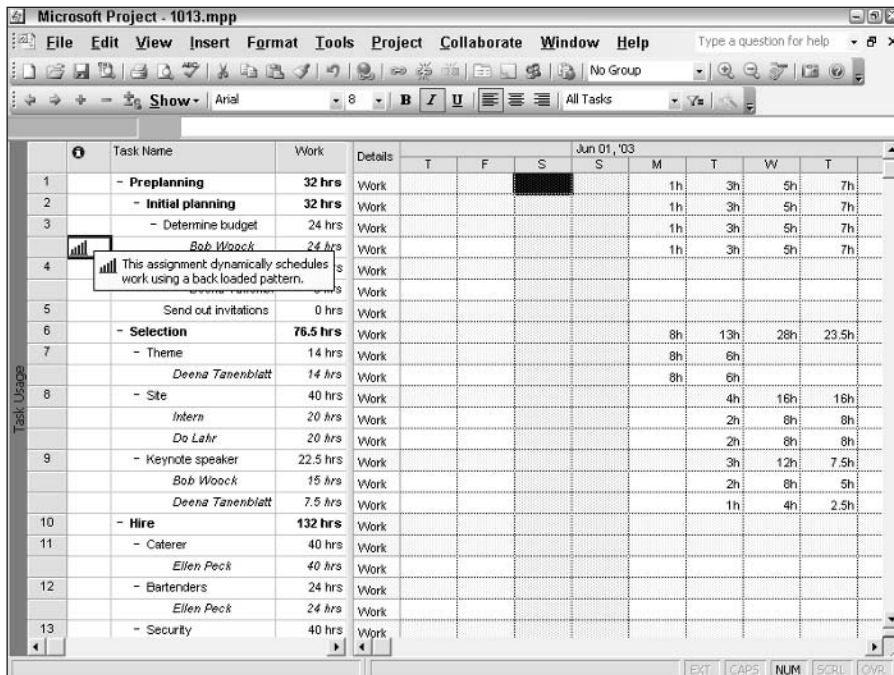 Microsoft Project - 1013.mpp
File Edit View Insert Format Tools Project Collaborate Window Help Type a question for help
No Group
Show Arial 8 B I U All Tasks
Task Name Work Details Jun 01, '03
T F S S M T W T
1 - Preplanning 32 hrs Work 1h 3h 5h 7h
2 - Initial planning 32 hrs Work 1h 3h 5h 7h
3 - Determine budget 24 hrs Work 1h 3h 5h 7h
Bob Woock 24 hrs Work 1h 3h 5h 7h
This assignment dynamically schedules
work using a back loaded pattern.
4 Work
Work
5 Send out invitations 0 hrs Work
6 - Selection 76.5 hrs Work 8h 13h 28h 23.5h
7 - Theme 14 hrs Work 8h 6h
Deena Tanenblatt 14 hrs Work 8h 6h
8 - Site 40 hrs Work 4h 16h 16h
Intern 20 hrs Work 2h 8h 8h
Do Lahr 20 hrs Work 2h 8h 8h
9 - Keynote speaker 22.5 hrs Work 3h 12h 7.5h
Bob Woock 15 hrs Work 2h 8h 5h
Deena Tanenblatt 7.5 hrs Work 1h 4h 2.5h
10 - Hire 132 hrs Work
11 - Caterer 40 hrs Work
Ellen Peck 40 hrs Work
12 - Bartenders 24 hrs Work
Ellen Peck 24 hrs Work
13 - Security 40 hrs Work
Task Usage
EXT CAPS NUM SCRL OVR